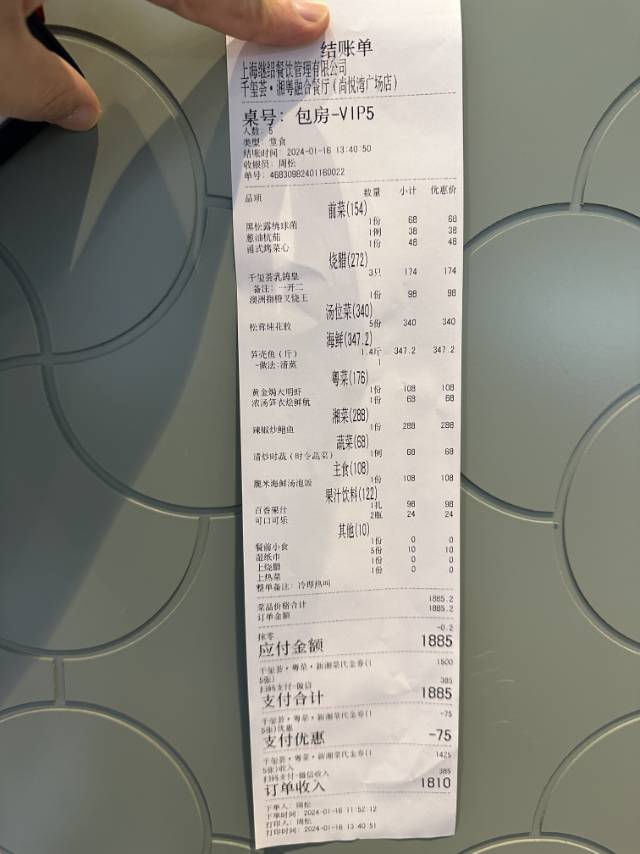 结账单
上海继绍餐饮管理有限公司
千玺荟·湘粤融合餐厅(尚悦湾广场店)
桌号: 包房-VIP5
人数: 5
类型: 堂食
结账时间: 2024-01-16 13:40:50
收银员: 周松
单号: 46830982401160022
品项 数量 小计 优惠价
前菜(154)
黑松露绣球菌 1份 68 68
葱油杭茄 1例 38 38
甫式烤菜心 1份 48 48
烧腊(272)
千玺荟乳鸽皇 3只 174 174
备注: 一开二
澳洲指橙叉烧王 1份 98 98
汤位菜(340)
松茸炖花胶 5份 340 340
海鲜(347.2)
笋壳鱼(斤) 1.4斤 347.2 347.2
-做法:清蒸 1
粤菜(176)
黄金焗大明虾 1份 108 108
浓汤笋衣烩鲜鱿 1份 68 68
湘菜(288)
辣椒炒鲍鱼 1份 288 288
蔬菜(68)
清炒时蔬(时令蔬菜) 1例 68 68
主食(108)
脆米海鲜汤泡饭 1份 108 108
果汁饮料(122)
百香果汁 1扎 98 98
可口可乐 2瓶 24 24
其他(10)
餐前小食 1份 0 0
湿纸巾 5份 10 10
上烧腊 1份 0 0
上热菜 1份 0 0
整单备注: 冷即热叫
菜品价格合计 1885.2
订单金额 1885.2
抹零 -0.2
应付金额 1885
千玺荟·粤菜·新湘菜代金券(1 1500
5张)
扫码支付-微信 385
支付合计 1885
千玺荟·粤菜·新湘菜代金券(1 -75
5张)优惠
支付优惠 -75
千玺荟·粤菜·新湘菜代金券(1 1425
5张)收入
扫码支付-微信收入 385
订单收入 1810
下单人: 周松
下单时间: 2024-01-16 11:52:12
打印人: 周松
打印时间: 2024-01-16 13:40:51